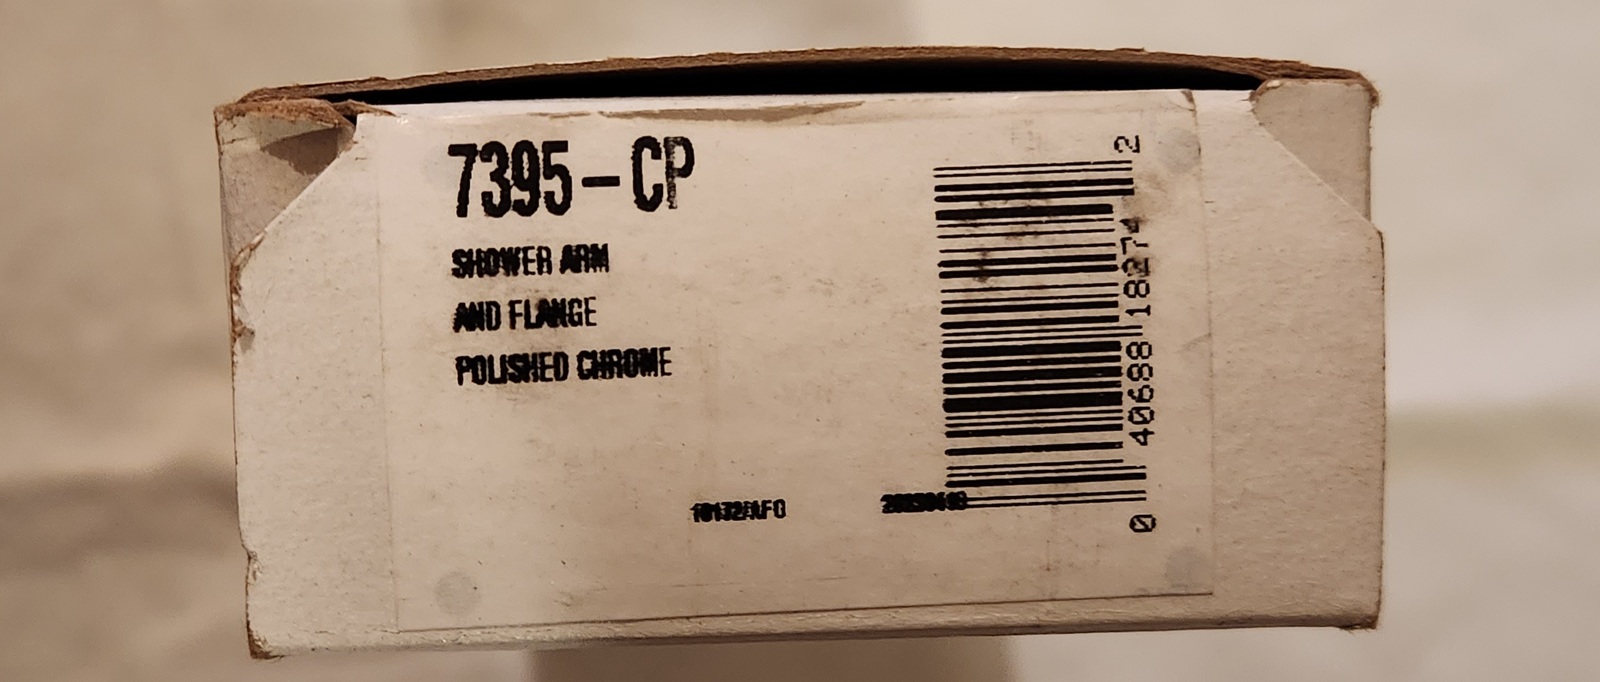 7395-CP
SHOWER ARM
AND FLANGE
POLISHED CHROME
0 40688 18274 2